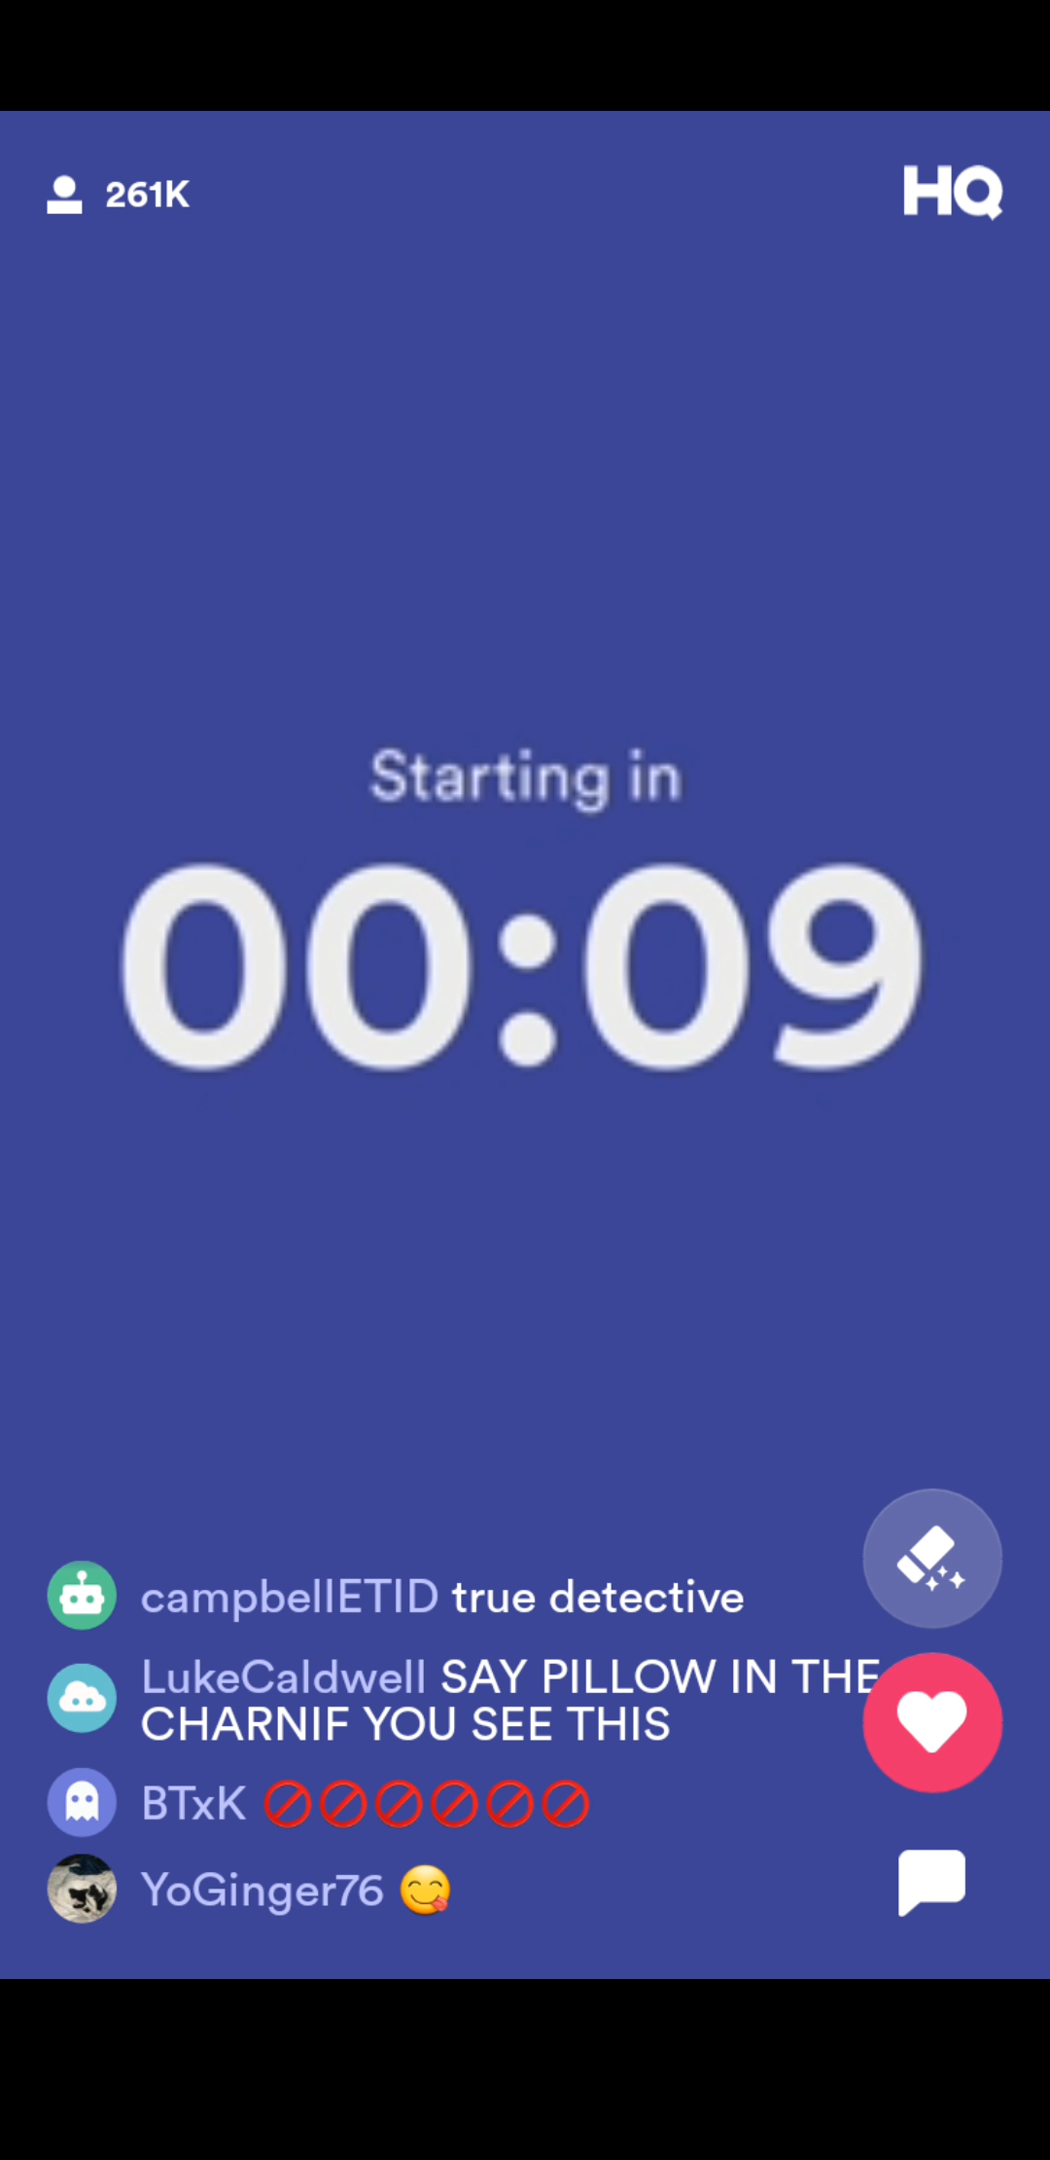 261K
HQ
Starting in
00:09
campbellETID true detective
LukeCaldwell SAY PILLOW IN THE
CHARNIF YOU SEE THIS
BTxK 🚫🚫🚫🚫🚫🚫
YoGinger76 😋